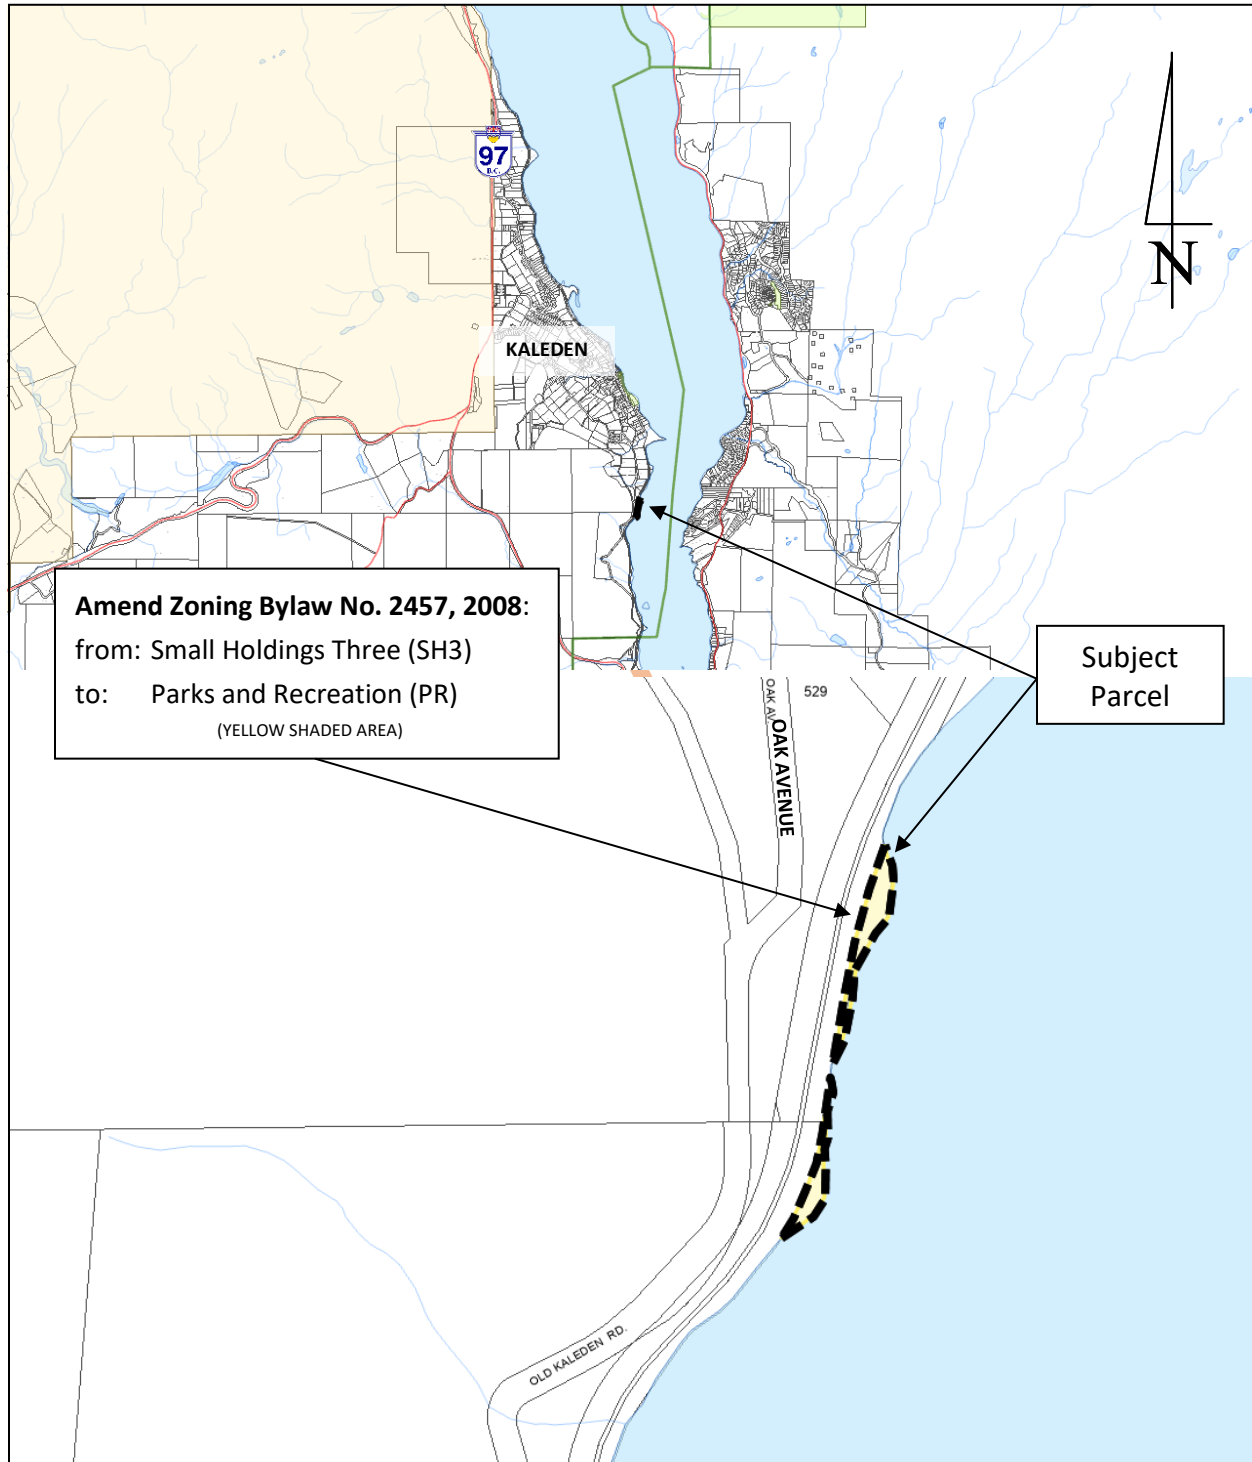 97
B.C.
N
KALEDEN
Amend Zoning Bylaw No. 2457, 2008:
from: Small Holdings Three (SH3)
to: Parks and Recreation (PR)
(YELLOW SHADED AREA)
Subject
Parcel
OAK AV
529
OAK AVENUE
OLD KALEDEN RD.